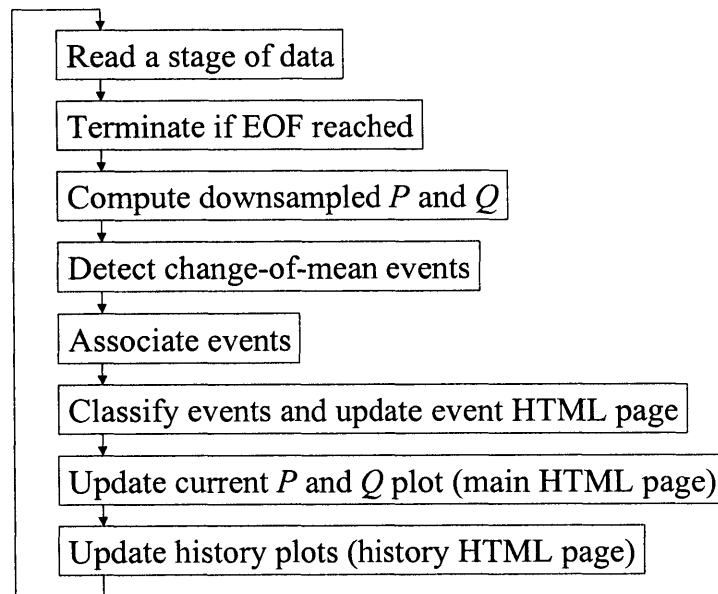 Read a stage of data
Terminate if EOF reached
Compute downsampled P and Q
Detect change-of-mean events
Associate events
Classify events and update event HTML page
Update current P and Q plot (main HTML page)
Update history plots (history HTML page)